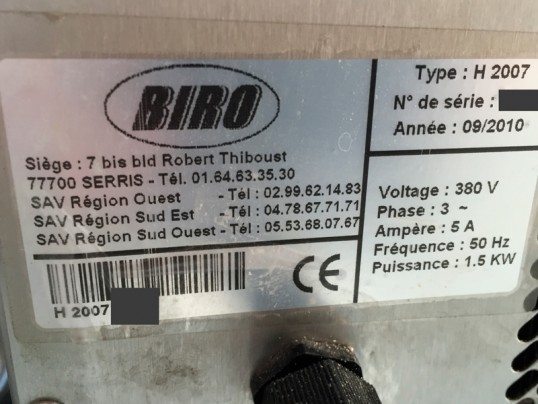 BIRO
Siège : 7 bis bld Robert Thiboust
77700 SERRIS - Tél. 01.64.63.35.30
SAV Région Ouest - Tél : 02.99.62.14.83
SAV Région Sud Est - Tél : 04.78.67.71.71
SAV Région Sud Ouest - Tél : 05.53.68.07.67
H 2007
CE
Type : H 2007
N° de série :
Année : 09/2010
Voltage : 380 V
Phase : 3 ~
Ampère : 5 A
Fréquence : 50 Hz
Puissance : 1.5 KW